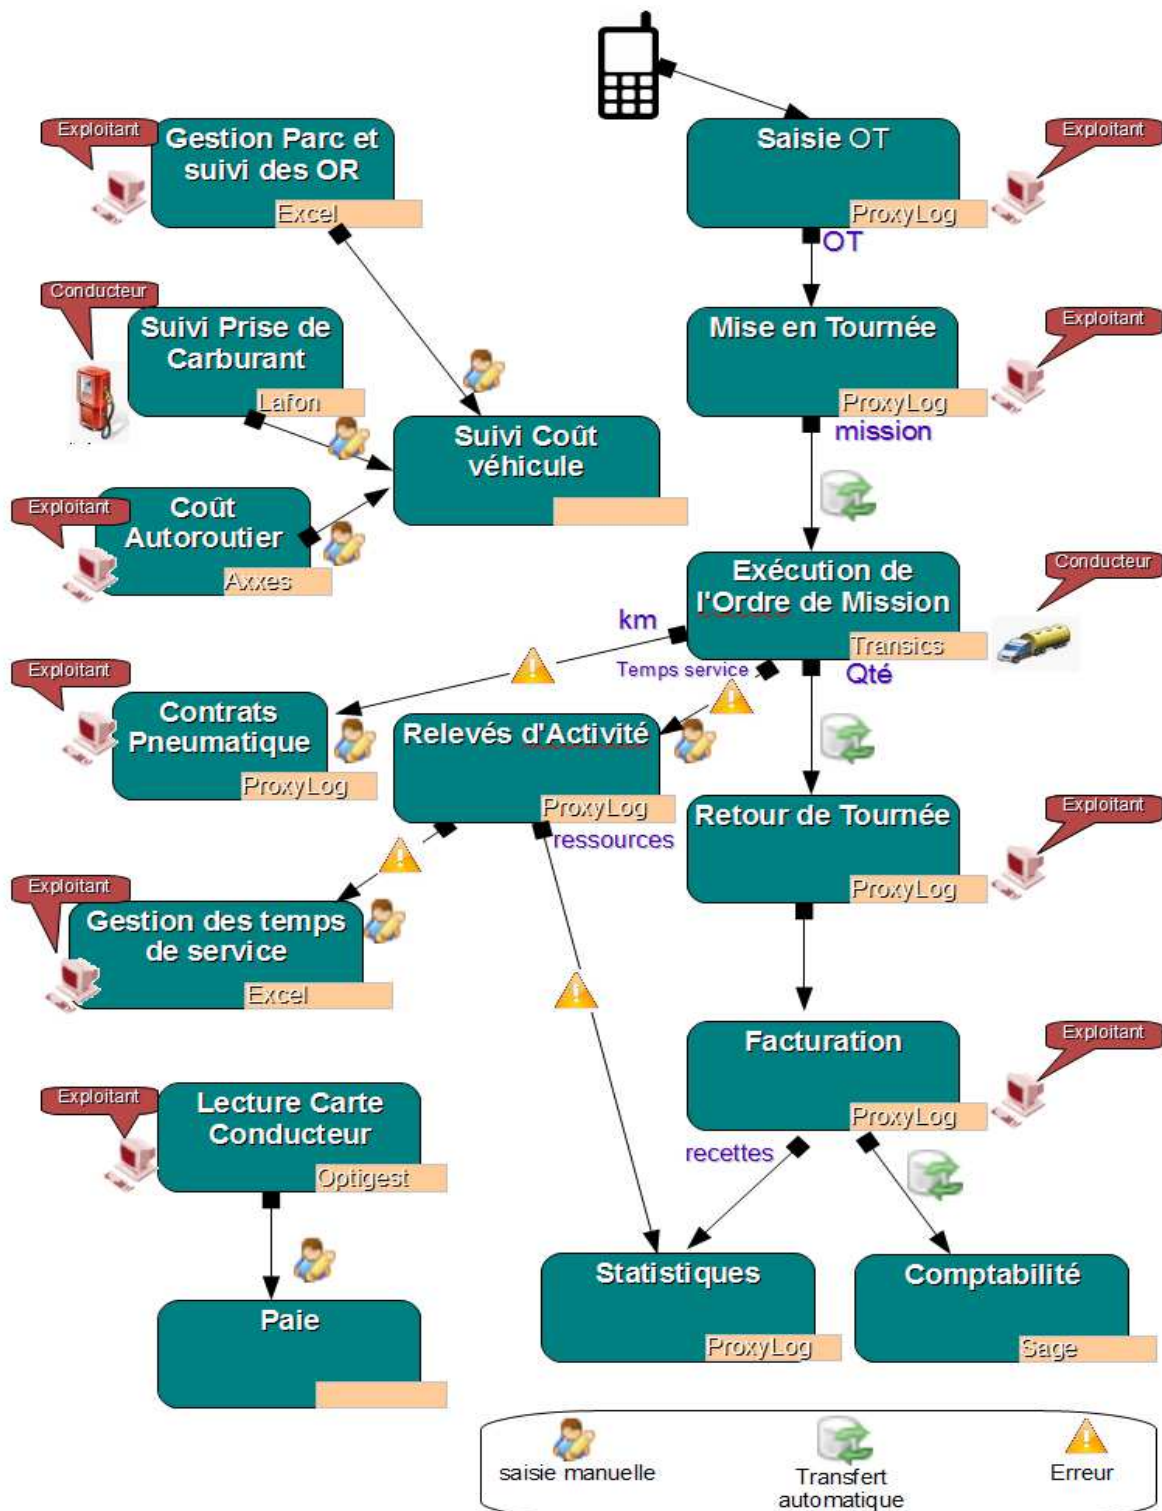 Exploitant
Gestion Parc et
suivi des OR
Excel
Saisie OT
ProxyLog
Exploitant
OT
Conducteur
Suivi Prise de
Carburant
Lafon
Mise en Tournée
ProxyLog
Exploitant
mission
Suivi Coût
véhicule
Exploitant
Coût
Autoroutier
Axxes
Exécution de
l'Ordre de Mission
Transics
Conducteur
km
Temps service
Qté
Exploitant
Contrats
Pneumatique
ProxyLog
Relevés d'Activité
ProxyLog
ressources
Retour de Tournée
ProxyLog
Exploitant
Exploitant
Gestion des temps
de service
Excel
Facturation
ProxyLog
Exploitant
Exploitant
Lecture Carte
Conducteur
Optigest
recettes
Paie
Statistiques
ProxyLog
Comptabilité
Sage
saisie manuelle
Transfert
automatique
Erreur